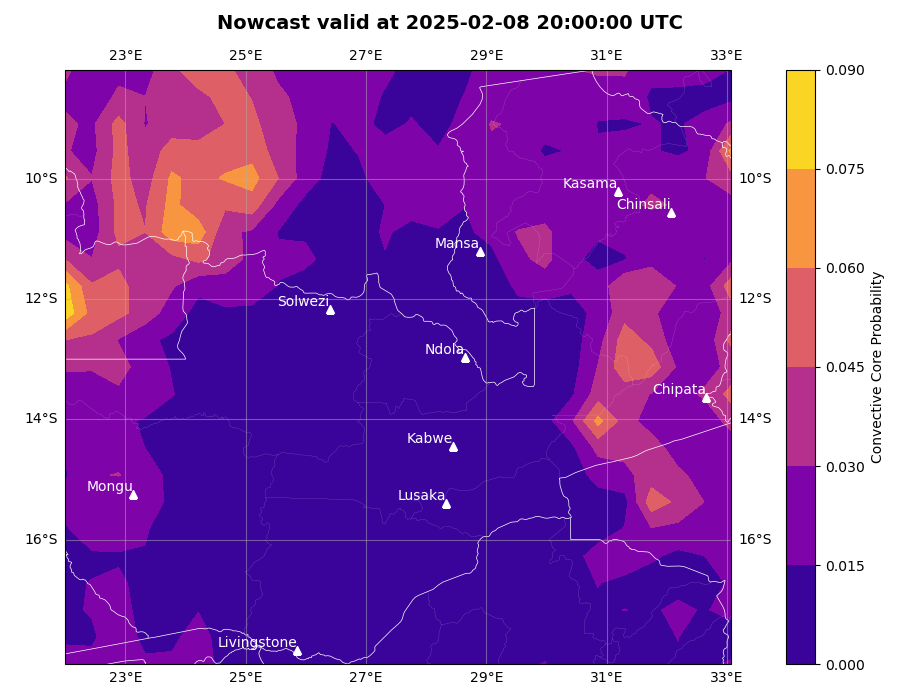 Nowcast valid at 2025-02-08 20:00:00 UTC
23°E 25°E 27°E 29°E 31°E 33°E
0.090
0.075
0.060
0.045
0.030
0.015
0.000
Convective Core Probability
10°S 10°S
12°S 12°S
14°S 14°S
16°S 16°S
Kasama
Chinsali
Mansa
Solwezi
Ndola
Chipata
Kabwe
Mongu
Lusaka
Livingstone
23°E 25°E 27°E 29°E 31°E 33°E